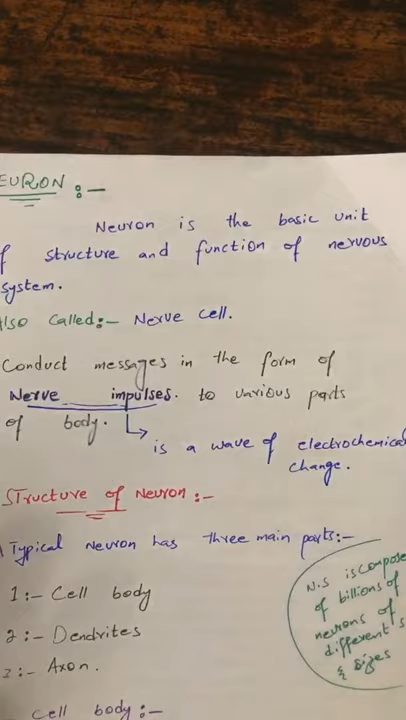 EURON :-
Neuron is the basic unit
f structure and function of nervous
system.
lso called:- Nerve cell.
Conduct messages in the form of
Nerve impulses. to various parts
of body.
is a wave of electrochemical
change.
Structure of Neuron :-
Typical neuron has three main parts:-
1:- Cell body
2:- Dendrites
3:- Axon.
N.S is compose
of billions of
neurons of
different s
& sizes
Cell body:-